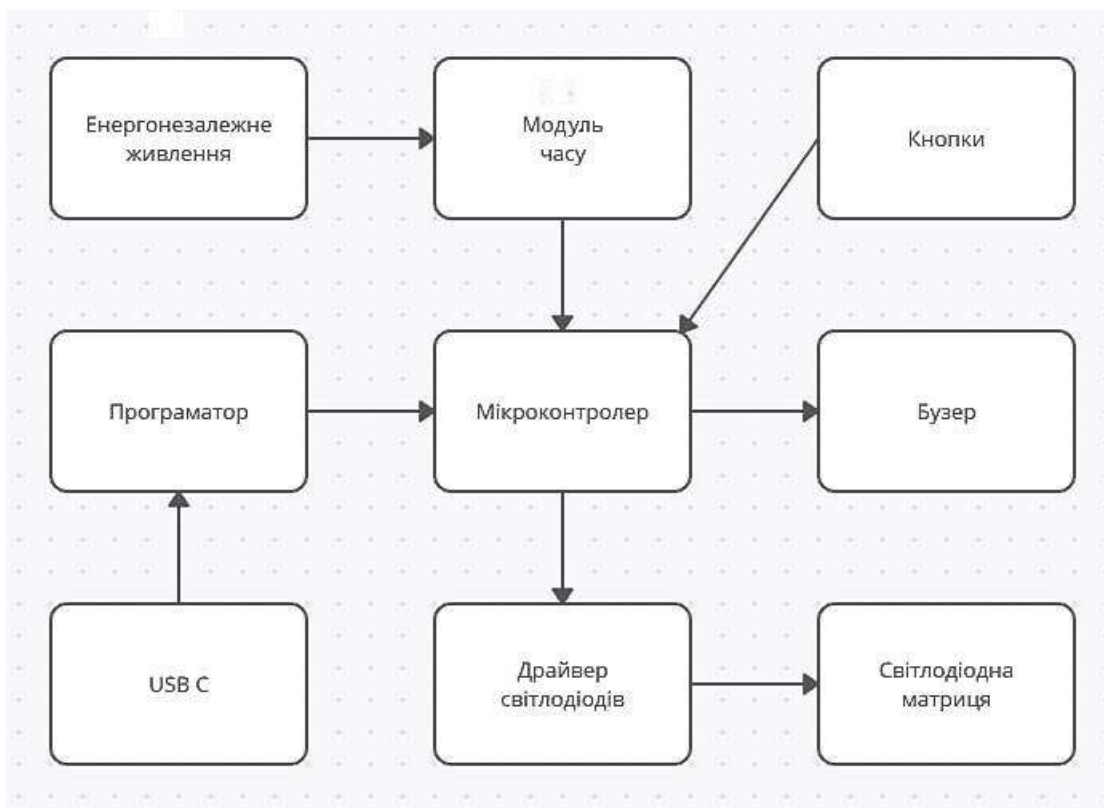 Енергонезалежне
живлення
Модуль
часу
Кнопки
Програматор
Мікроконтролер
Бузер
USB C
Драйвер
світлодіодів
Світлодіодна
матриця